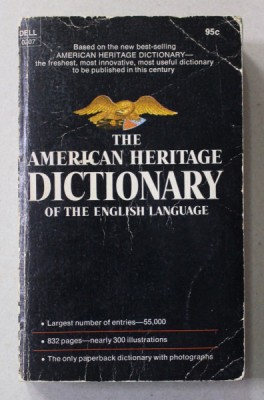 DELL
95c
Based on the new best-selling
AMERICAN HERITAGE DICTIONARY—
the freshest, most innovative, most useful dictionary
to be published in this century
THE
AMERICAN HERITAGE
DICTIONARY
OF THE ENGLISH LANGUAGE
• Largest number of entries—55,000
• 832 pages—nearly 300 illustrations
• The only paperback dictionary with photographs